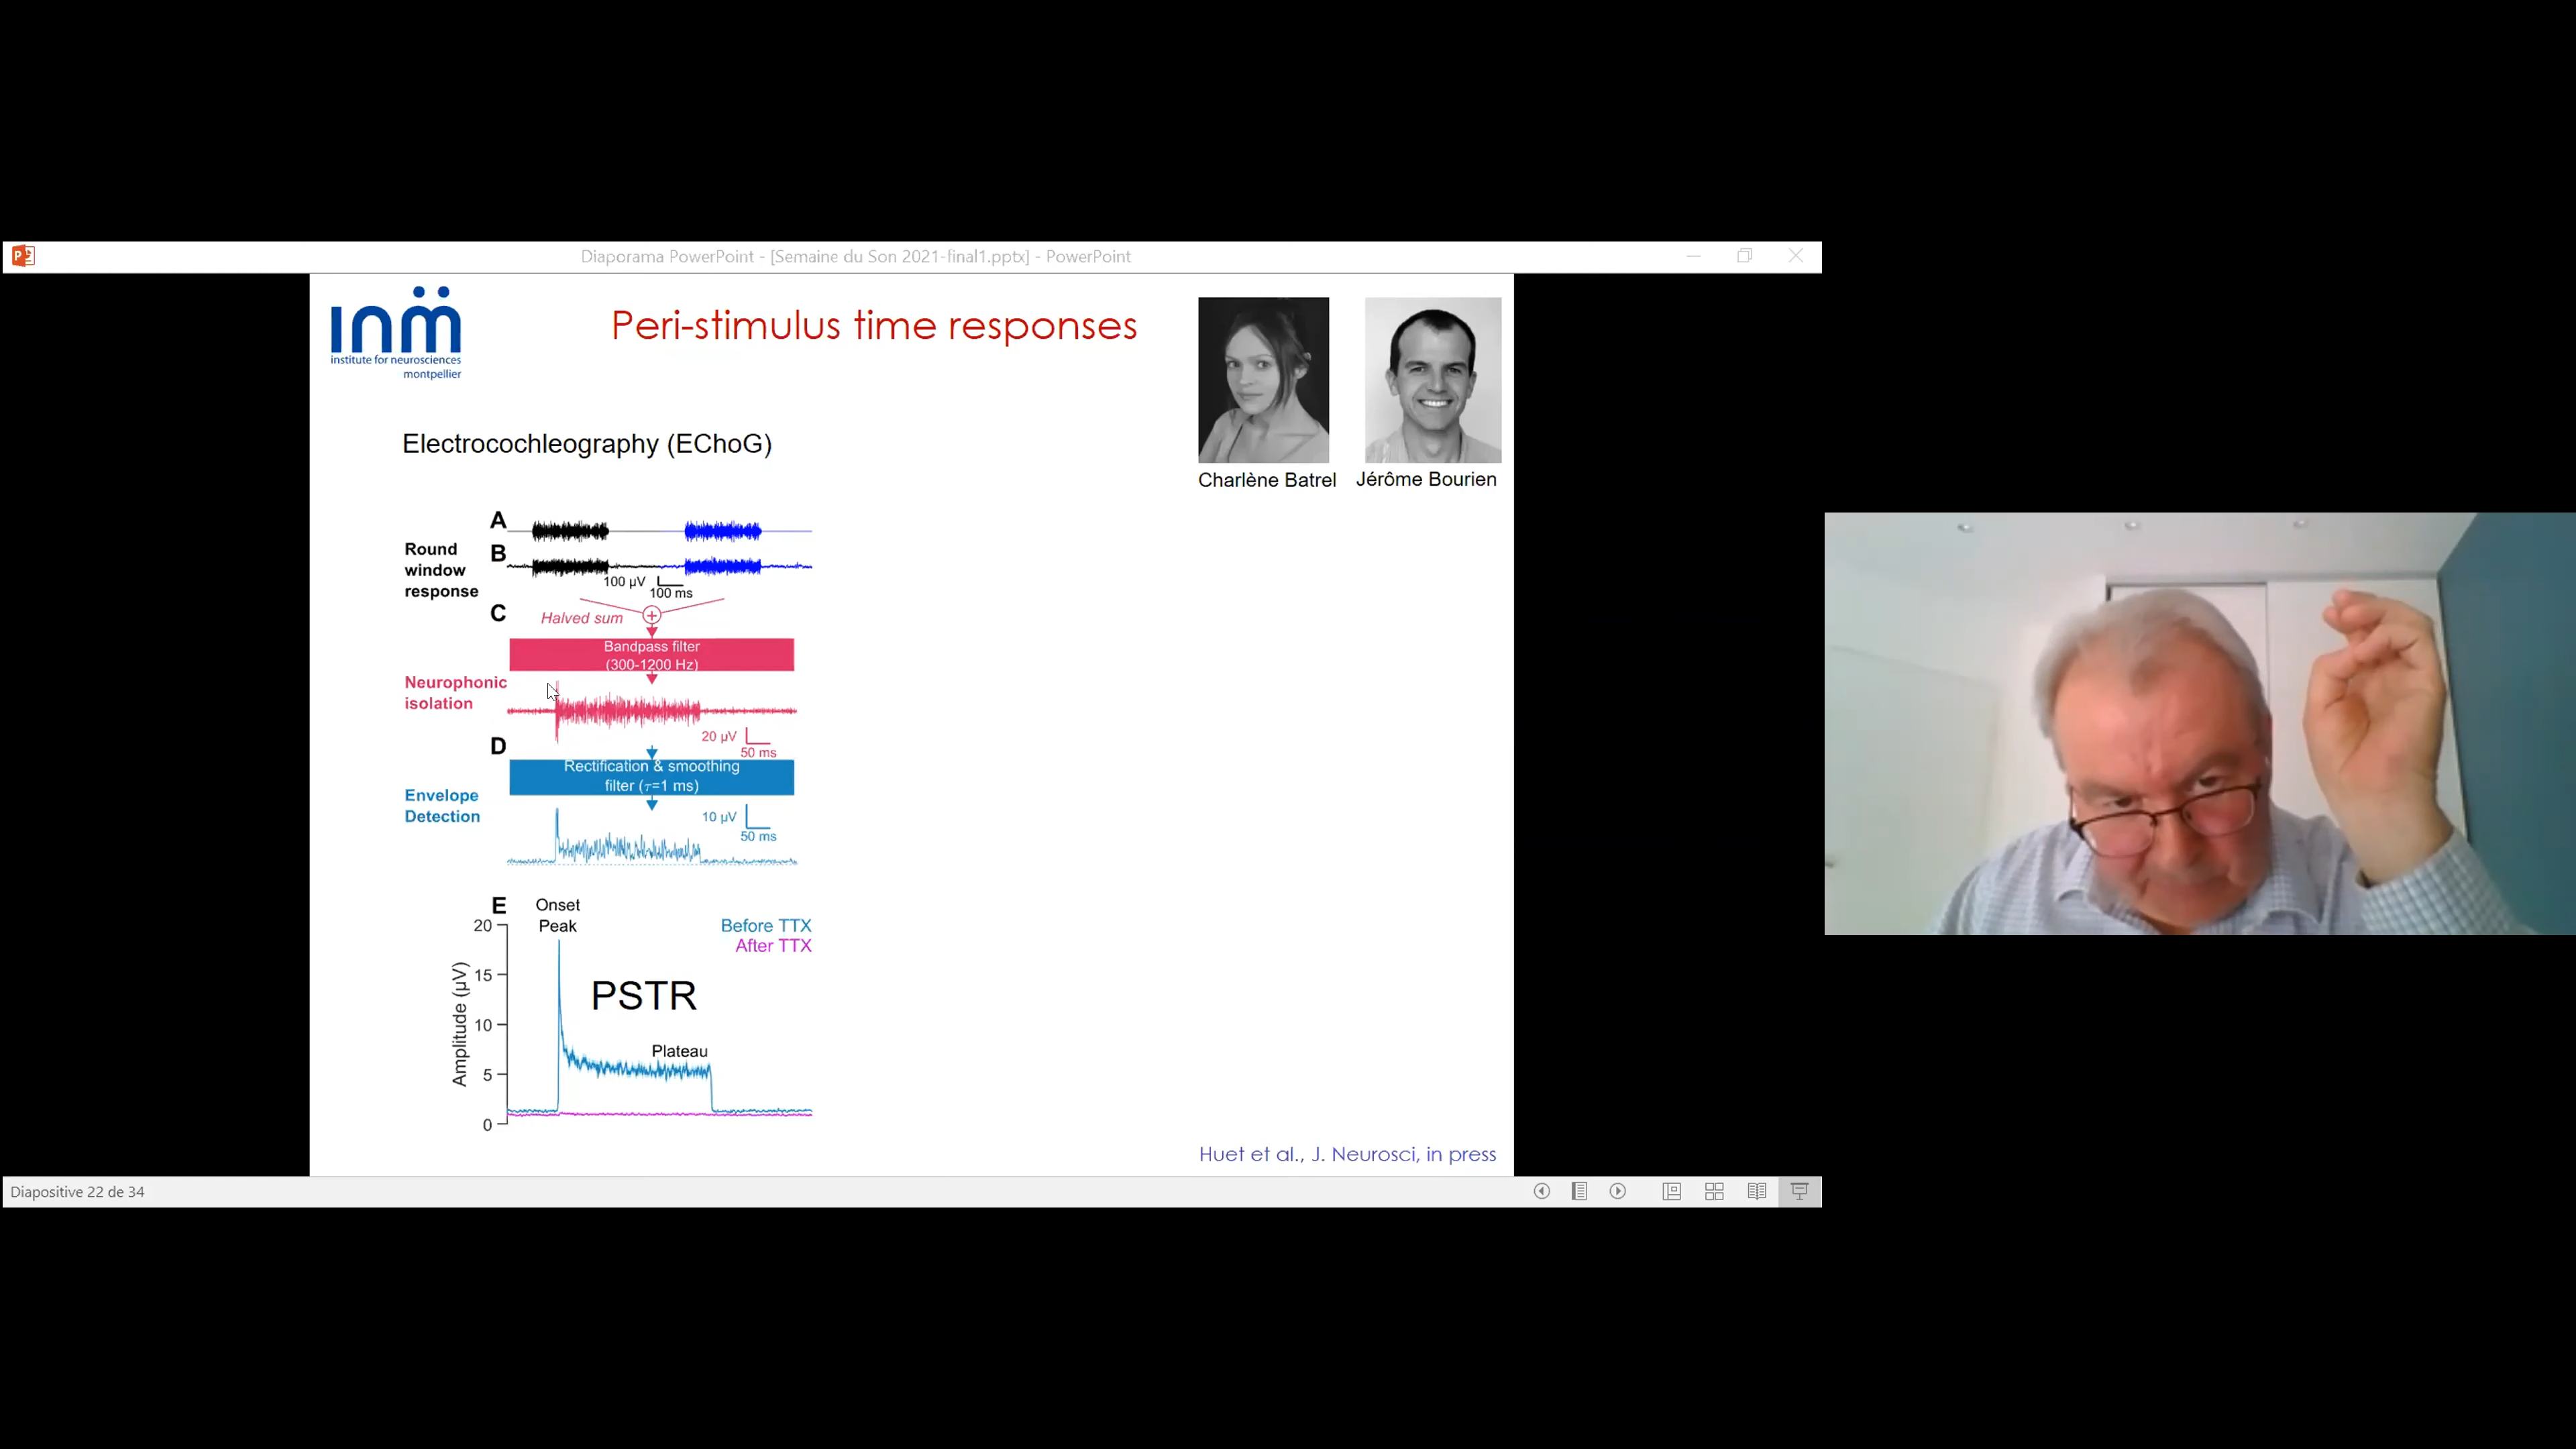 Diaporama PowerPoint - [Semaine du Son 2021-final1.pptx] - PowerPoint
inm
institute for neurosciences
montpellier
Peri-stimulus time responses
Charlène Batrel
Jérôme Bourien
Electrocochleography (EChoG)
A
Round
window
response
B
100 µV
100 ms
C
Halved sum
+
Bandpass filter
(300-1200 Hz)
Neurophonic
isolation
20 µV
50 ms
D
Rectification & smoothing
filter (τ=1 ms)
Envelope
Detection
10 µV
50 ms
E
Onset
Peak
Before TTX
After TTX
PSTR
Plateau
Amplitude (µV)
20
15
10
5
0
Huet et al., J. Neurosci, in press
Diapositive 22 de 34